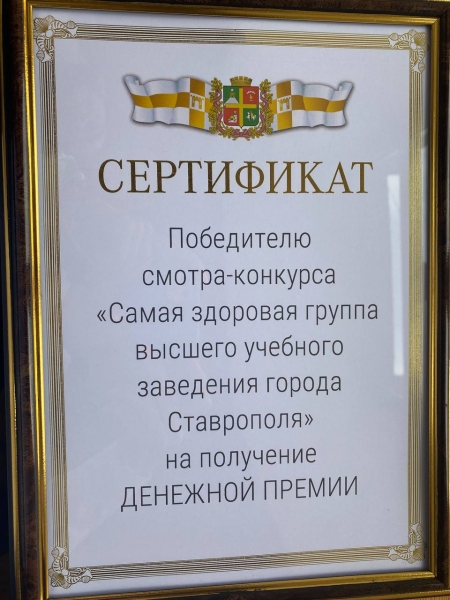 СЕРТИФИКАТ
Победителю
смотра-конкурса
«Самая здоровая группа
высшего учебного
заведения города
Ставрополя»
на получение
ДЕНЕЖНОЙ ПРЕМИИ